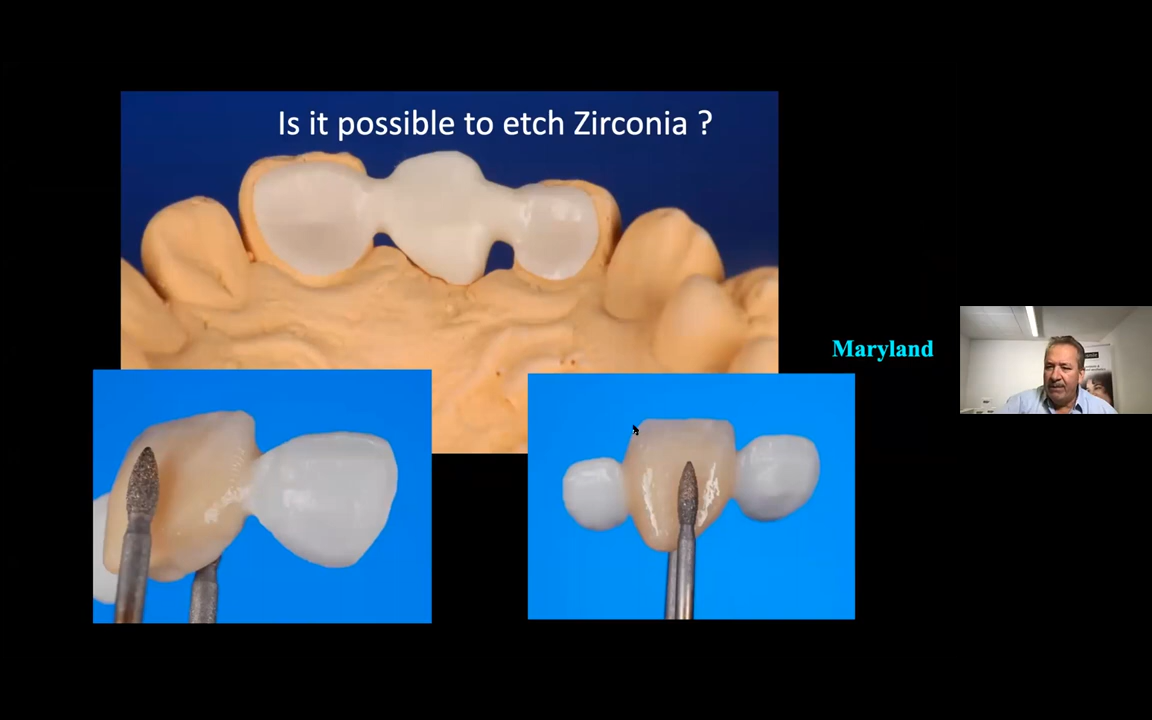 Is it possible to etch Zirconia ?
Maryland